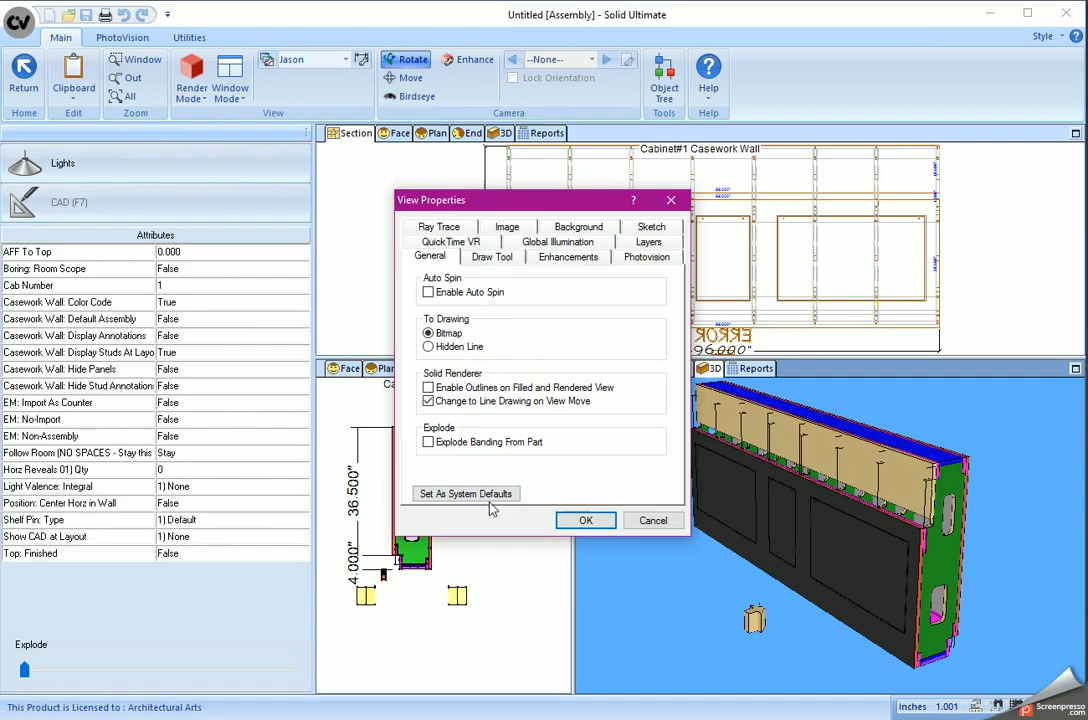 CV
Untitled [Assembly] - Solid Ultimate
Main
PhotoVision
Utilities
Style
Return
Home
Clipboard
Edit
Window
Out
All
Zoom
Render Mode
Window Mode
Jason
View
Rotate
Enhance
--None--
Move
Lock Orientation
Birdseye
Camera
Object Tree
Tools
Help
Help
Section
Face
Plan
End
3D
Reports
Lights
CAD (F7)
Attributes
AFF To Top 0.000
Boring: Room Scope False
Cab Number 1
Casework Wall: Color Code True
Casework Wall: Default Assembly False
Casework Wall: Display Annotations False
Casework Wall: Display Studs At Layo True
Casework Wall: Hide Panels False
Casework Wall: Hide Stud Annotation False
EM: Import As Counter False
EM: No-Import False
EM: Non-Assembly False
Follow Room (NO SPACES - Stay this Stay
Horz Reveals 01) Qty 0
Light Valence: Integral 1) None
Position: Center Horz in Wall False
Shelf Pin: Type 1) Default
Show CAD at Layout 1) None
Top: Finished False
Explode
Cabinet#1 Casework Wall
96.000"
96.000"
ERROR
96.000"
View Properties
?
Ray Trace
Image
Background
Sketch
QuickTime VR
Global Illumination
Layers
General
Draw Tool
Enhancements
Photovision
Auto Spin
Enable Auto Spin
To Drawing
Bitmap
Hidden Line
Solid Renderer
Enable Outlines on Filled and Rendered View
Change to Line Drawing on View Move
Explode
Explode Banding From Part
Set As System Defaults
OK
Cancel
Face
Plan
Ca
36.500"
4.000"
3D
Reports
This Product is Licensed to : Architectural Arts
Inches 1.001
Screenpresso
.com